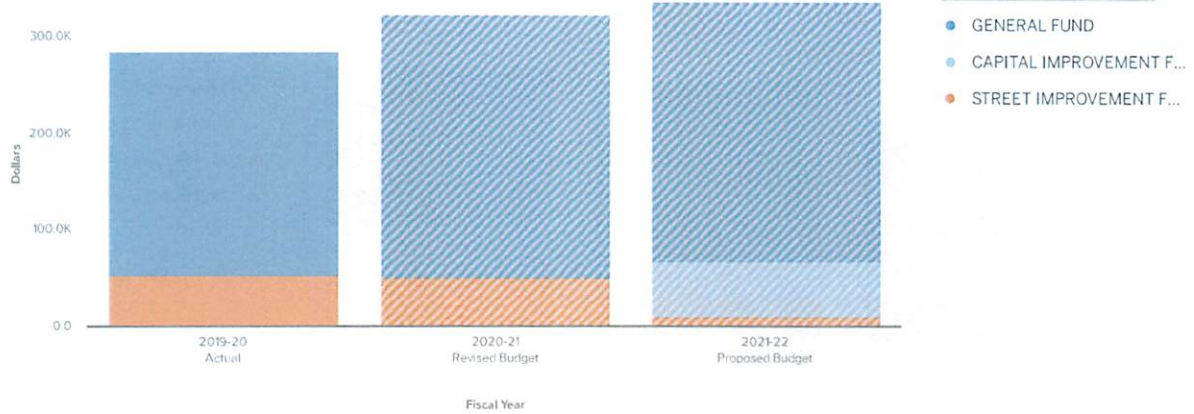 300.0K
200.0K
100.0K
0.0
Dollars
2019-20
Actual
2020-21
Revised Budget
2021-22
Proposed Budget
Fiscal Year
GENERAL FUND
CAPITAL IMPROVEMENT F...
STREET IMPROVEMENT F...